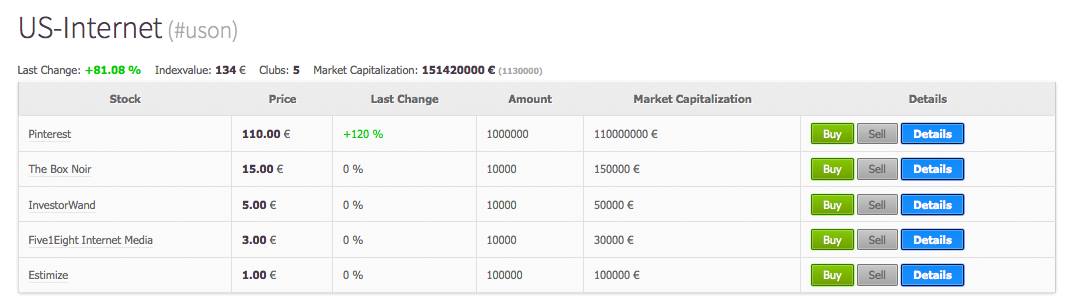 US-Internet (#uson)
Last Change: +81.08 % Indexvalue: 134 € Clubs: 5 Market Capitalization: 151420000 € (1130000)
Stock Price Last Change Amount Market Capitalization Details
Pinterest 110.00 € +120 % 1000000 110000000 € Buy Sell Details
The Box Noir 15.00 € 0 % 10000 150000 € Buy Sell Details
InvestorWand 5.00 € 0 % 10000 50000 € Buy Sell Details
Five1Eight Internet Media 3.00 € 0 % 10000 30000 € Buy Sell Details
Estimize 1.00 € 0 % 100000 100000 € Buy Sell Details